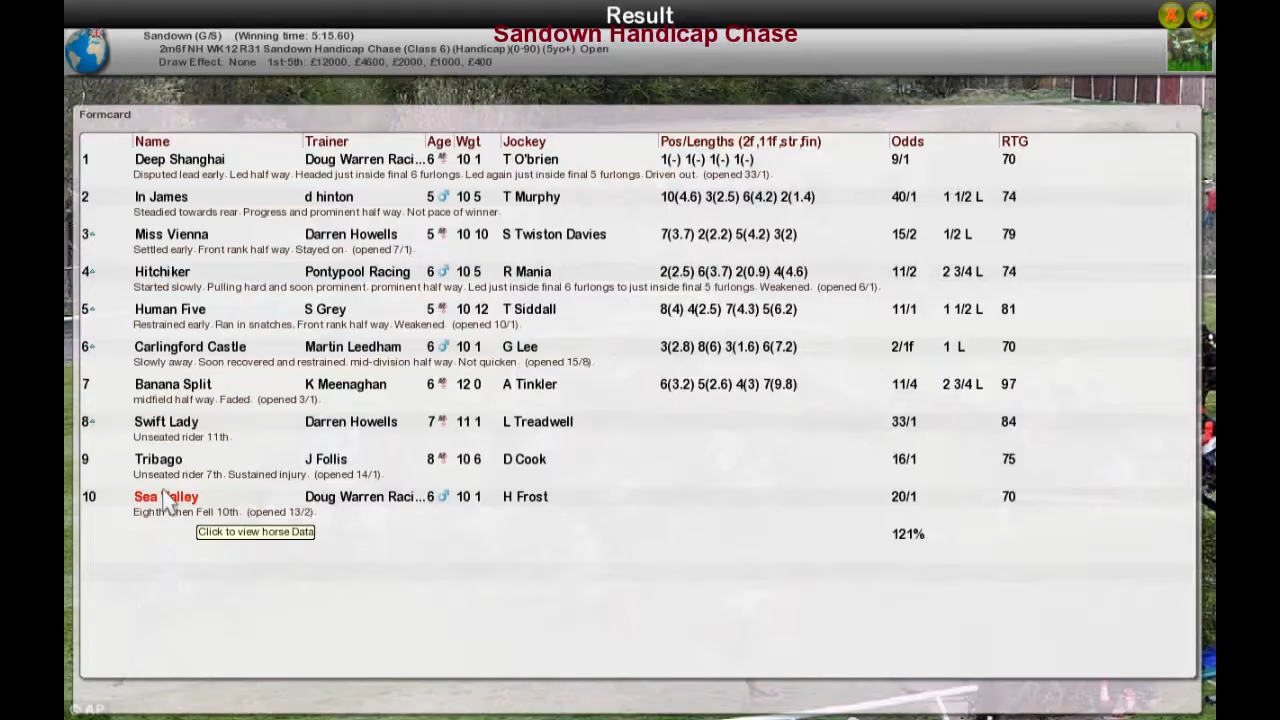 Result
Sandown Handicap Chase
Sandown (G/S) (Winning time: 5:15.60)
2m6f NH WK12 R31 Sandown Handicap Chase (Class 6) (Handicap)(0-90) (5yo+) Open
Draw Effect: None 1st-5th: £12000, £4600, £2000, £1000, £400
Formcard
Name Trainer Age Wgt Jockey Pos/Lengths (2f,11f,str,fin) Odds RTG
1 Deep Shanghai Doug Warren Raci... 6 10 1 T O'brien 1(-) 1(-) 1(-) 1(-) 9/1 70
Disputed lead early. Led half way. Headed just inside final 6 furlongs. Led again just inside final 5 furlongs. Driven out. (opened 33/1).
2 In James d hinton 5 10 5 T Murphy 10(4.6) 3(2.5) 6(4.2) 2(1.4) 40/1 1 1/2 L 74
Steadied towards rear. Progress and prominent half way. Not pace of winner.
3 Miss Vienna Darren Howells 5 10 10 S Twiston Davies 7(3.7) 2(2.2) 5(4.2) 3(2) 15/2 1/2 L 79
Settled early. Front rank half way. Stayed on. (opened 7/1).
4 Hitchiker Pontypool Racing 6 10 5 R Mania 2(2.5) 6(3.7) 2(0.9) 4(4.6) 11/2 2 3/4 L 74
Started slowly. Pulling hard and soon prominent. prominent half way. Led just inside final 6 furlongs to just inside final 5 furlongs. Weakened. (opened 6/1).
5 Human Five S Grey 5 10 12 T Siddall 8(4) 4(2.5) 7(4.3) 5(6.2) 11/1 1 1/2 L 81
Restrained early. Ran in snatches. Front rank half way. Weakened. (opened 10/1).
6 Carlingford Castle Martin Leedham 6 10 1 G Lee 3(2.8) 8(6) 3(1.6) 6(7.2) 2/1f 1 L 70
Slowly away. Soon recovered and restrained. mid-division half way. Not quicken. (opened 15/8).
7 Banana Split K Meenaghan 6 12 0 A Tinkler 6(3.2) 5(2.6) 4(3) 7(9.8) 11/4 2 3/4 L 97
midfield half way. Faded. (opened 3/1).
8 Swift Lady Darren Howells 7 11 1 L Treadwell 33/1 84
Unseated rider 11th.
9 Tribago J Follis 8 10 6 D Cook 16/1 75
Unseated rider 7th. Sustained injury. (opened 14/1).
10 Sea Doug Warren Raci... 6 10 1 H Frost 20/1 70
Eighth when Fell 10th. (opened 13/2).
Click to view horse Data
121%
© AP